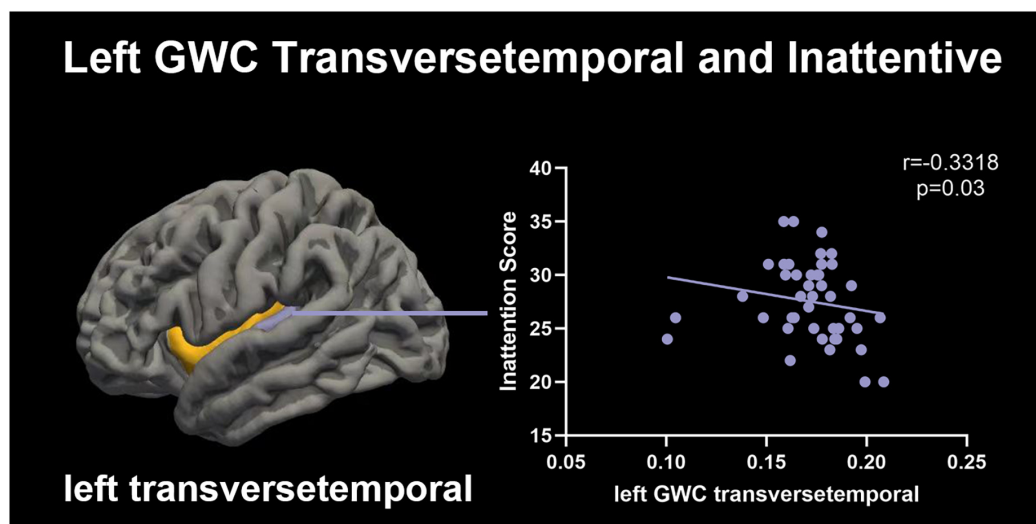 Left GWC Transversetemporal and Inattentive
left transversetemporal
r=-0.3318
p=0.03
Inattention Score
40
35
30
25
20
15
0.05 0.10 0.15 0.20 0.25
left GWC transversetemporal